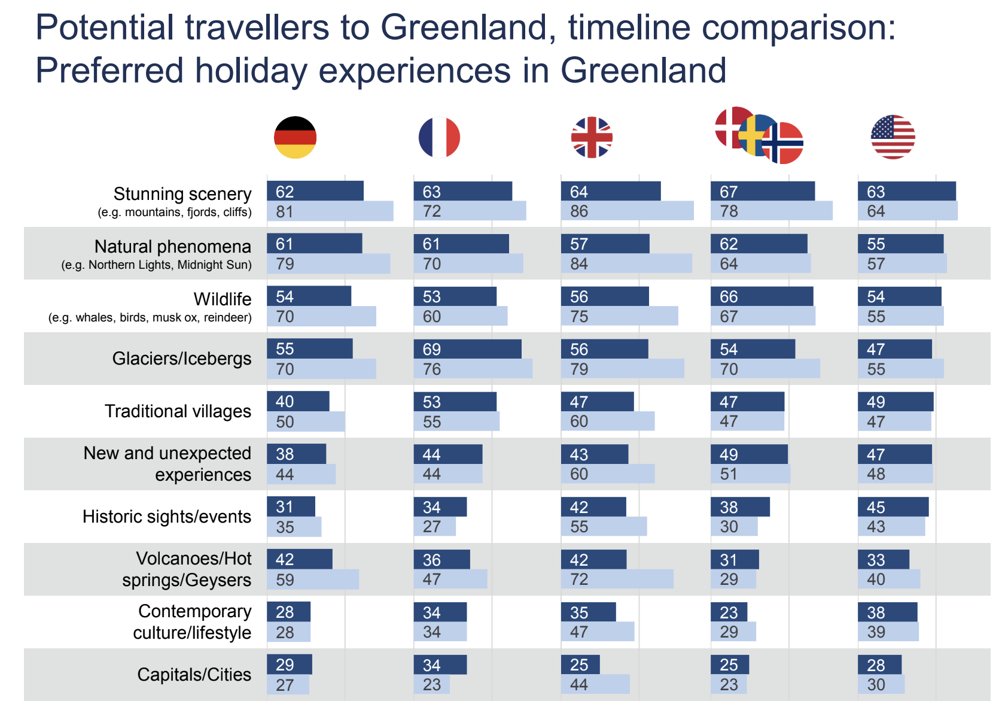 Potential travellers to Greenland, timeline comparison:
Preferred holiday experiences in Greenland
Stunning scenery
(e.g. mountains, fjords, cliffs)
62 63 64 67 63
81 72 86 78 64
Natural phenomena
(e.g. Northern Lights, Midnight Sun)
61 61 57 62 55
79 70 84 64 57
Wildlife
(e.g. whales, birds, musk ox, reindeer)
54 53 56 66 54
70 60 75 67 55
Glaciers/Icebergs
55 69 56 54 47
70 76 79 70 55
Traditional villages
40 53 47 47 49
50 55 60 47 47
New and unexpected
experiences
38 44 43 49 47
44 44 60 51 48
Historic sights/events
31 34 42 38 45
35 27 55 30 43
Volcanoes/Hot
springs/Geysers
42 36 42 31 33
59 47 72 29 40
Contemporary
culture/lifestyle
28 34 35 23 38
28 34 47 29 39
Capitals/Cities
29 34 25 25 28
27 23 44 23 30